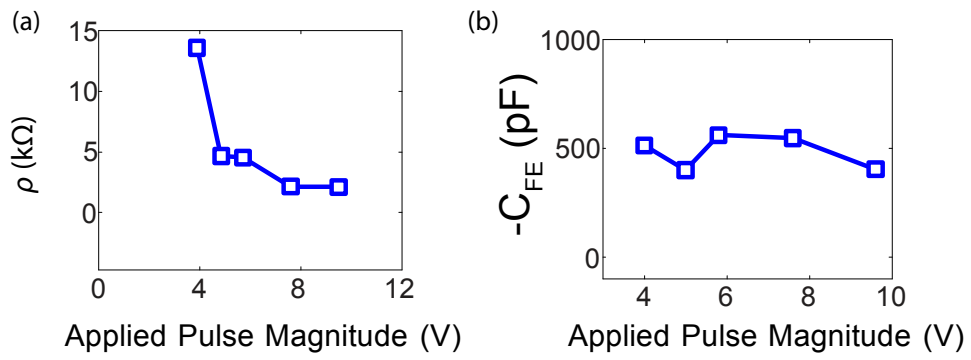 (a)
15
10
5
0
ρ (kΩ)
0 4 8 12
Applied Pulse Magnitude (V)
(b)
1000
500
0
-C_FE (pF)
4 6 8 10
Applied Pulse Magnitude (V)